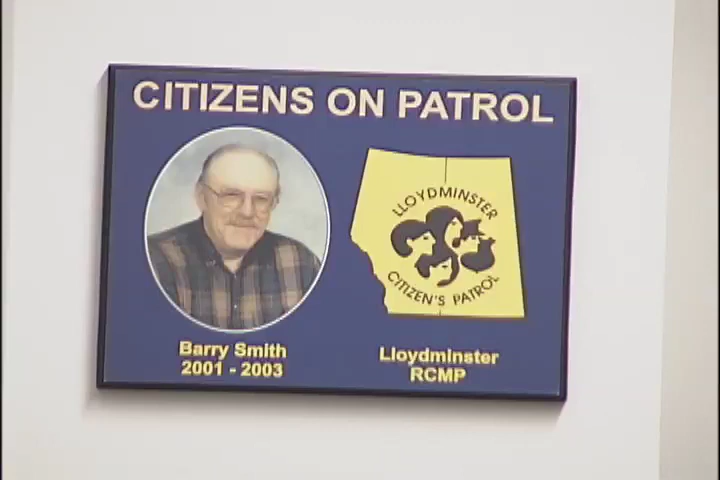 CITIZENS ON PATROL
LLOYDMINSTER
CITIZEN'S PATROL
Barry Smith
2001 - 2003
Lloydminster
RCMP